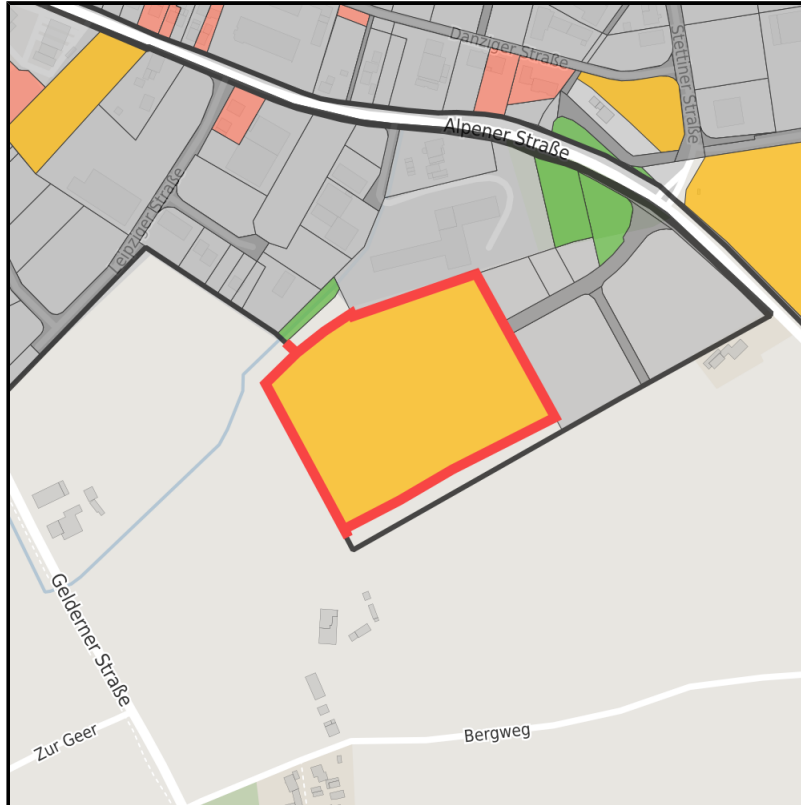 Danziger Straße
Stettiner Straße
Alpener Straße
Leipziger Straße
Gelderner Straße
Zur Geer
Bergweg